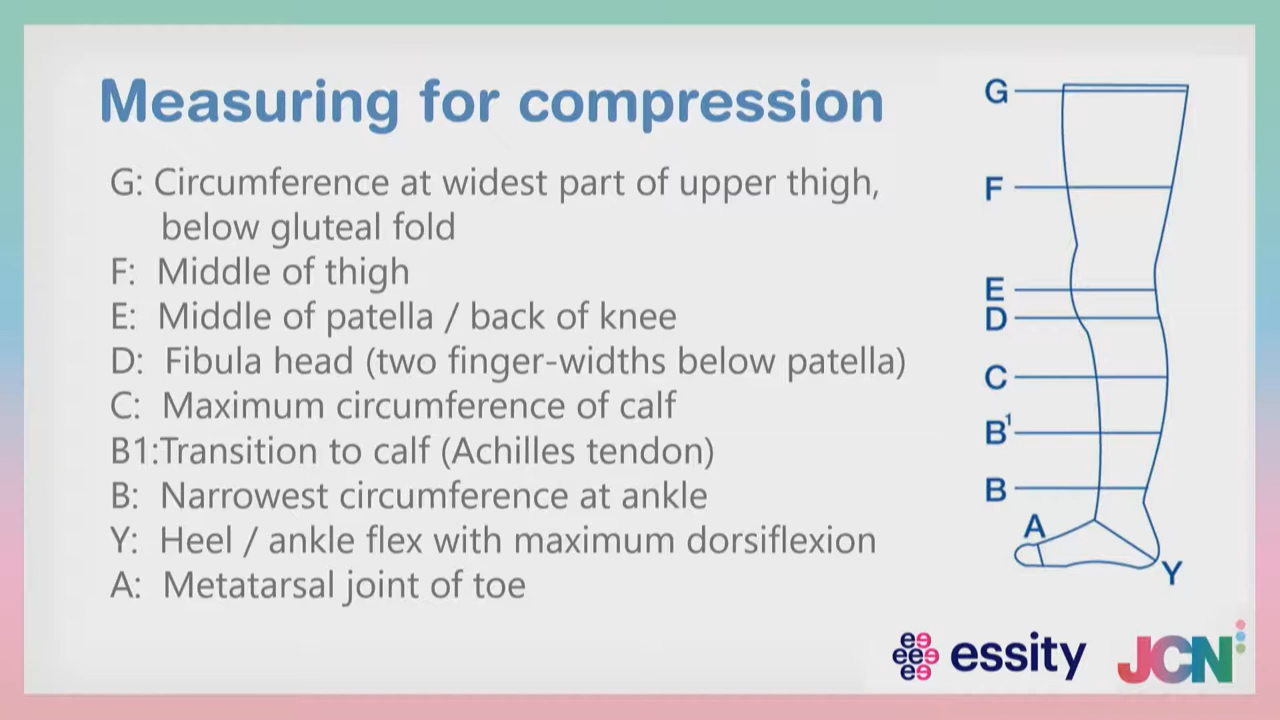 Measuring for compression
G: Circumference at widest part of upper thigh,
below gluteal fold
F: Middle of thigh
E: Middle of patella / back of knee
D: Fibula head (two finger-widths below patella)
C: Maximum circumference of calf
B1:Transition to calf (Achilles tendon)
B: Narrowest circumference at ankle
Y: Heel / ankle flex with maximum dorsiflexion
A: Metatarsal joint of toe
G
F
E
D
C
B¹
B
A
Y
essity
JCN